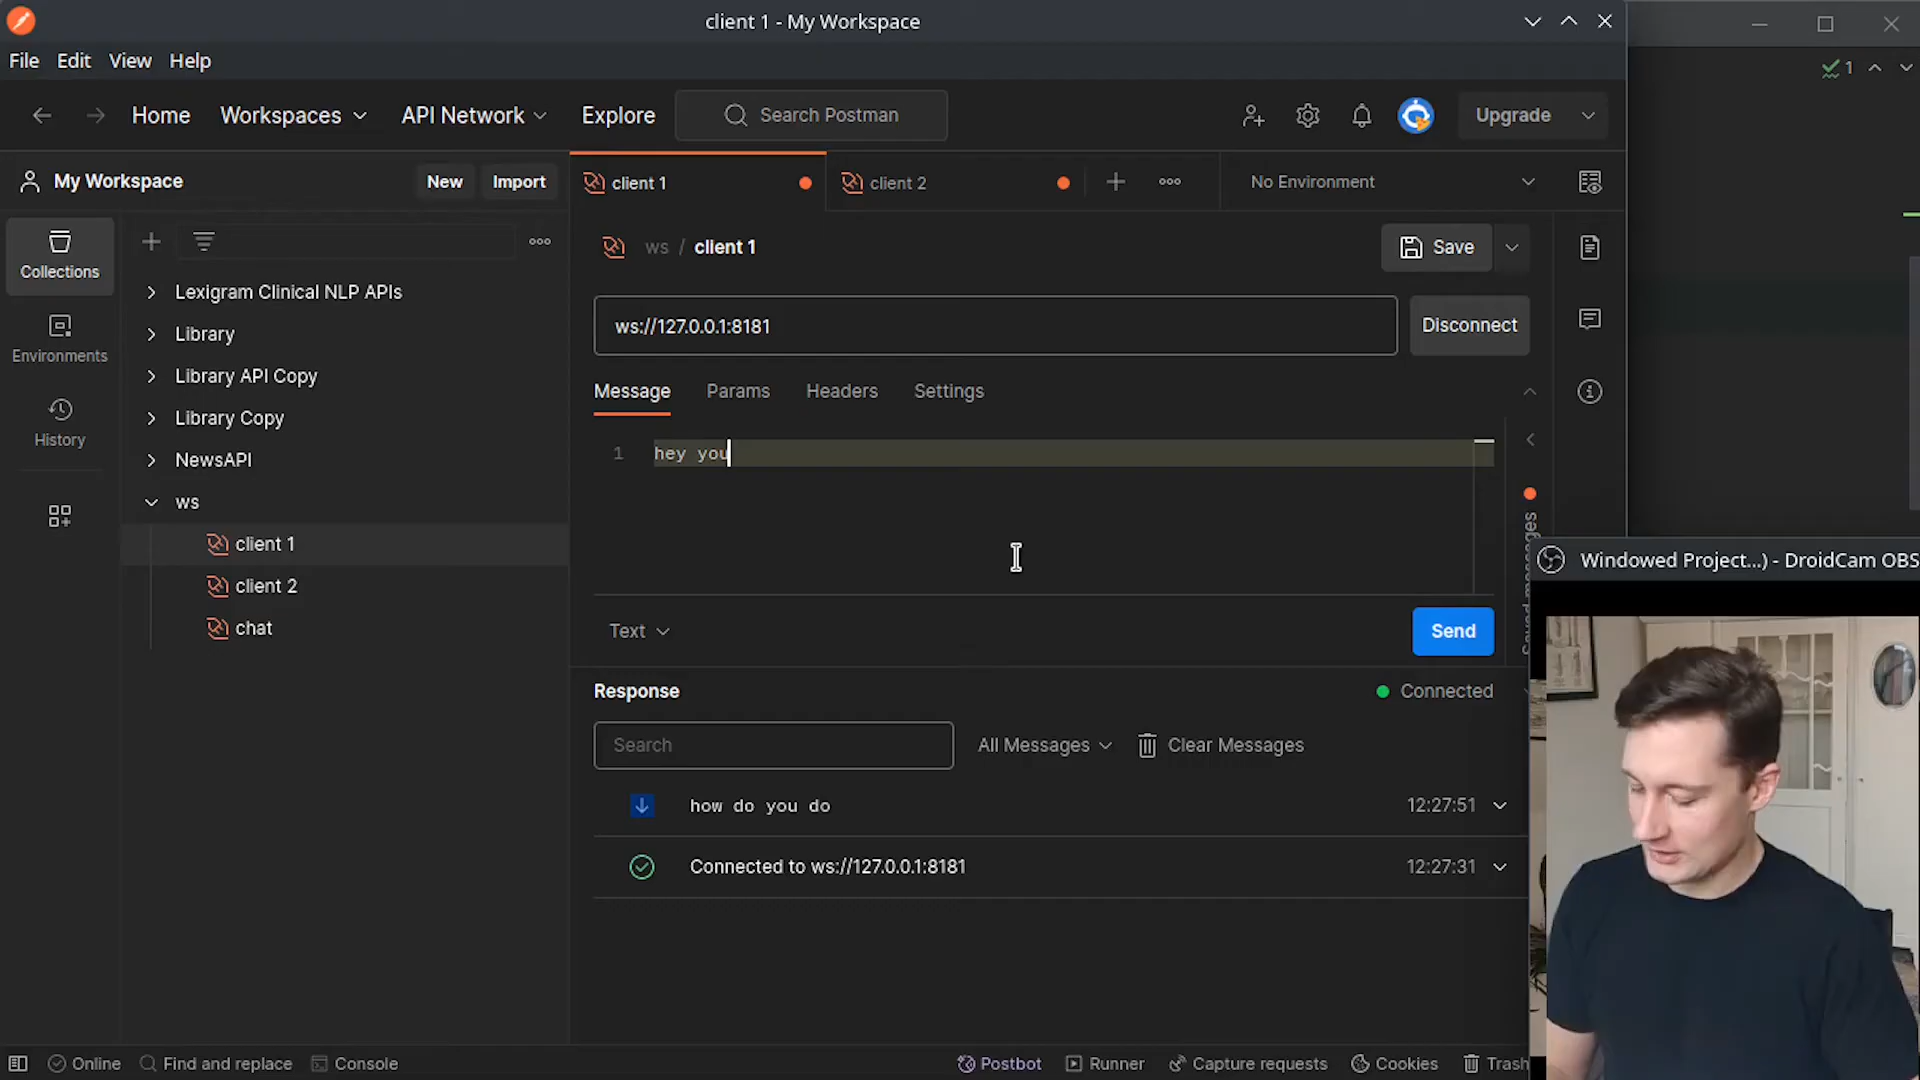 client 1 - My Workspace
File Edit View Help
Home Workspaces API Network Explore Search Postman Upgrade
1
My Workspace New Import
client 1 client 2 No Environment
Collections
Environments
History
Lexigram Clinical NLP APIs
Library
Library API Copy
Library Copy
NewsAPI
ws
client 1
client 2
chat
ws / client 1 Save
ws://127.0.0.1:8181 Disconnect
Message Params Headers Settings
1 hey you
Saved messages
Text Send
Response Connected
Search All Messages Clear Messages
how do you do 12:27:51
Connected to ws://127.0.0.1:8181 12:27:31
Windowed Project...) - DroidCam OBS
Online Find and replace Console Postbot Runner Capture requests Cookies Trash